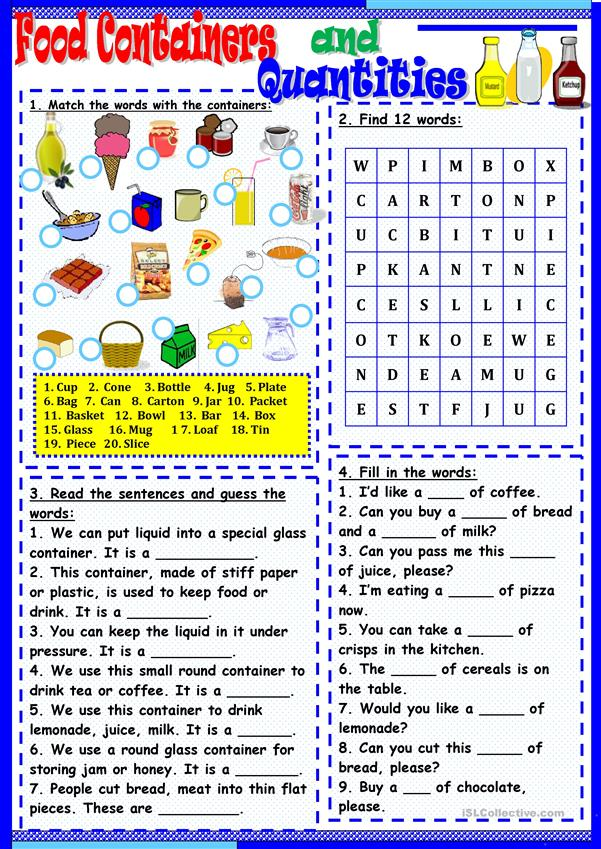 Food Containers and
Quantities
Mustard
Ketchup
1. Match the words with the containers:
MILK
1. Cup 2. Cone 3. Bottle 4. Jug 5. Plate
6. Bag 7. Can 8. Carton 9. Jar 10. Packet
11. Basket 12. Bowl 13. Bar 14. Box
15. Glass 16. Mug 17. Loaf 18. Tin
19. Piece 20. Slice
2. Find 12 words:
W P I M B O X
C A R T O N P
U C B I T U I
P K A N T N E
C E S L L I C
O T K O E W E
N D E A M U G
E S T F J U G
3. Read the sentences and guess the
words:
1. We can put liquid into a special glass
container. It is a ___________.
2. This container, made of stiff paper
or plastic, is used to keep food or
drink. It is a _________.
3. You can keep the liquid in it under
pressure. It is a _________.
4. We use this small round container to
drink tea or coffee. It is a _______.
5. We use this container to drink
lemonade, juice, milk. It is a ______.
6. We use a round glass container for
storing jam or honey. It is a _______.
7. People cut bread, meat into thin flat
pieces. These are _________.
4. Fill in the words:
1. I’d like a ____ of coffee.
2. Can you buy a _____ of bread
and a ______ of milk?
3. Can you pass me this _____
of juice, please?
4. I’m eating a _____ of pizza
now.
5. You can take a _____ of
crisps in the kitchen.
6. The _____ of cereals is on
the table.
7. Would you like a _____ of
lemonade?
8. Can you cut this _____ of
bread, please?
9. Buy a ___ of chocolate,
please.
iSLCollective.com